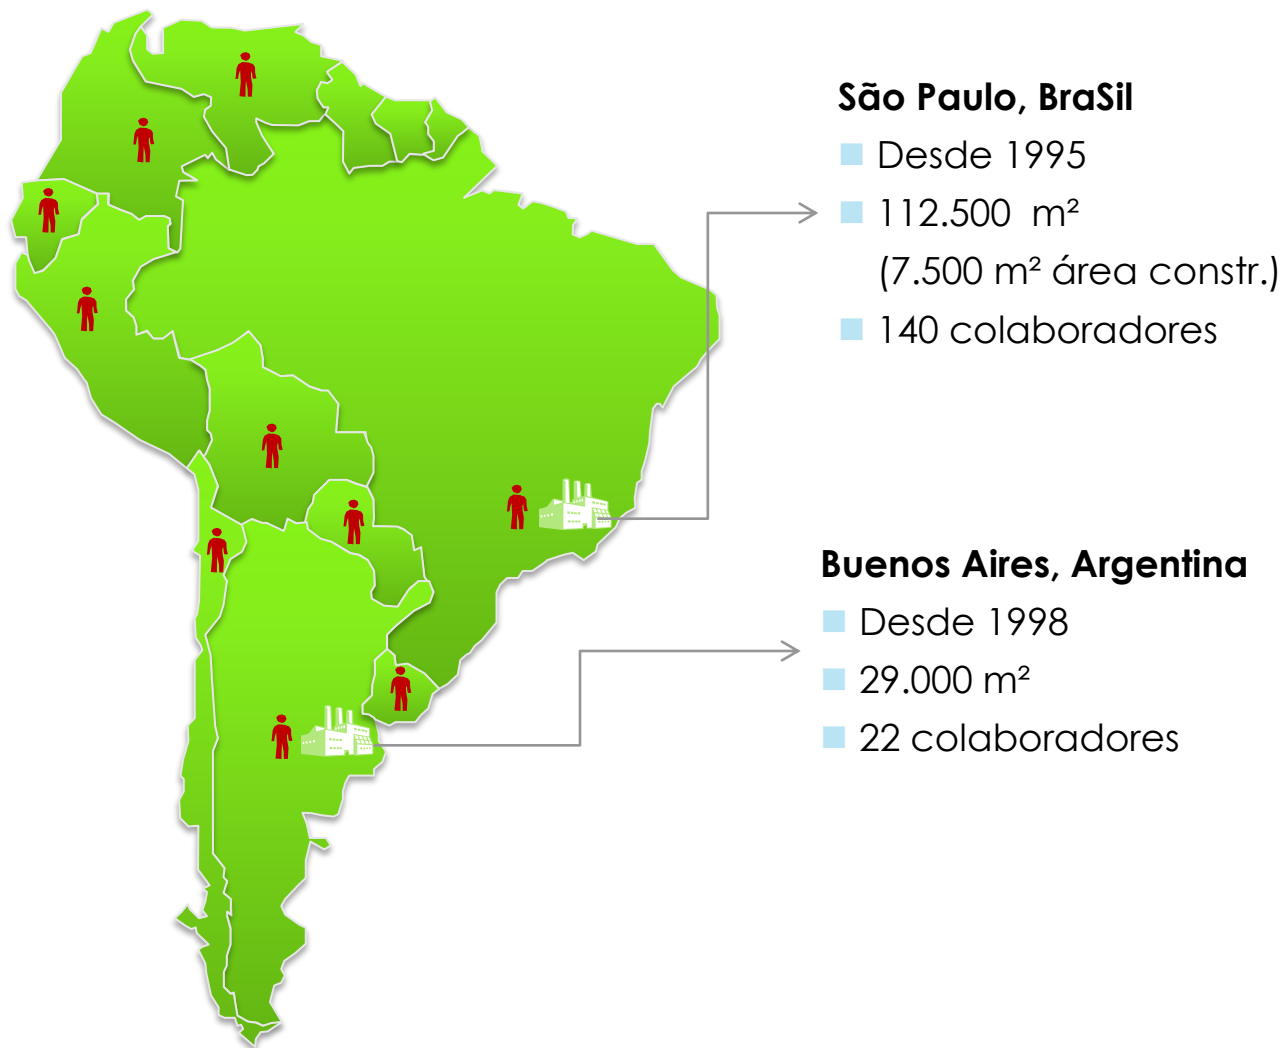 São Paulo, BraSil
Desde 1995
112.500 m²
(7.500 m² área constr.)
140 colaboradores
Buenos Aires, Argentina
Desde 1998
29.000 m²
22 colaboradores